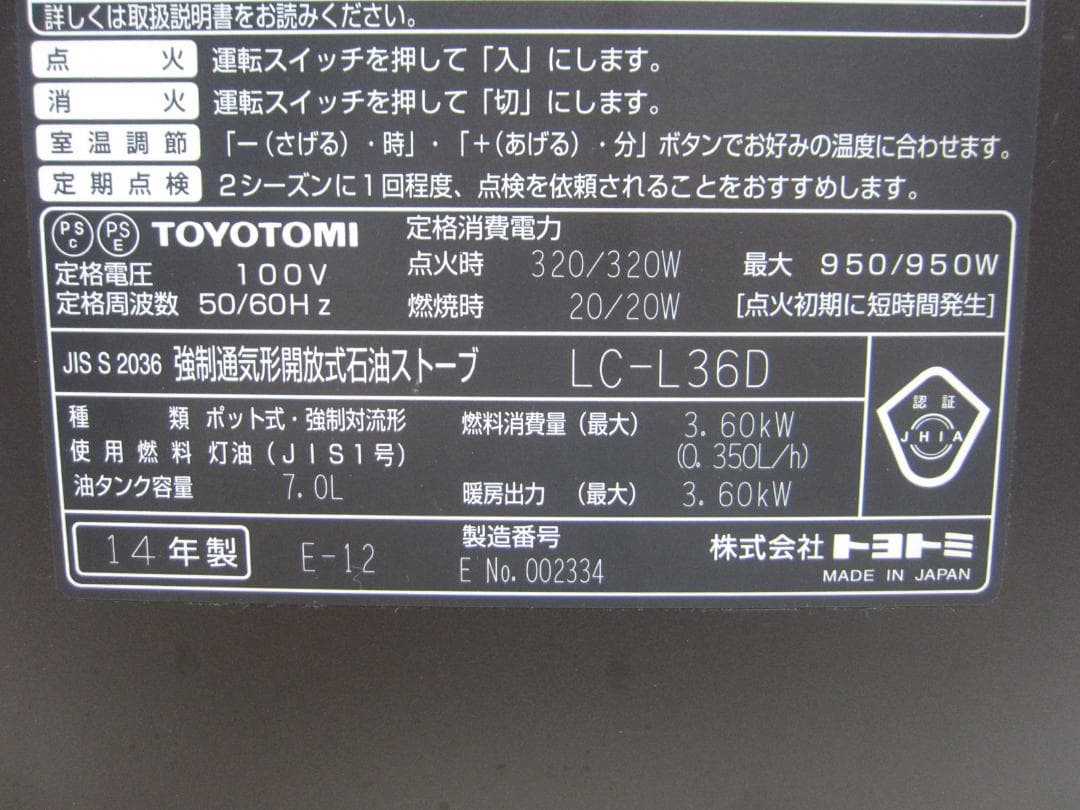 詳しくは取扱説明書をお読みください。
点火 運転スイッチを押して「入」にします。
消火 運転スイッチを押して「切」にします。
室温調節 「－(さげる)・時」・「＋(あげる)・分」ボタンでお好みの温度に合わせます。
定期点検 2シーズンに1回程度、点検を依頼されることをおすすめします。
PSC PSE TOYOTOMI 定格消費電力
定格電圧 100V 点火時 320/320W 最大 950/950W
定格周波数 50/60Hz 燃焼時 20/20W [点火初期に短時間発生]
JIS S 2036 強制通気形開放式石油ストーブ LC-L36D
種類 ポット式・強制対流形 燃料消費量(最大) 3.60kW
使用燃料 灯油(JIS1号) (0.350L/h)
油タンク容量 7.0L 暖房出力(最大) 3.60kW
認証
JHIA
14年製 E-12 製造番号
E No.002334
株式会社トヨトミ
MADE IN JAPAN